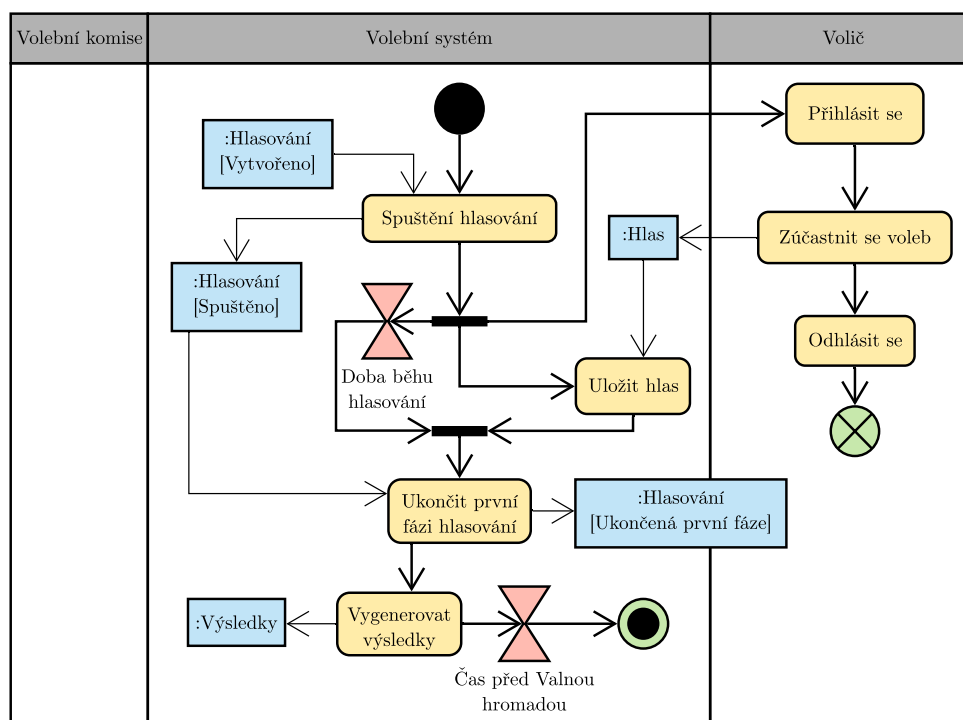 Volební komise
Volební systém
Volič
:Hlasování
[Vytvořeno]
Přihlásit se
Spuštění hlasování
:Hlas
Zúčastnit se voleb
:Hlasování
[Spuštěno]
Odhlásit se
Doba běhu
hlasování
Uložit hlas
Ukončit první
fázi hlasování
:Hlasování
[Ukončená první fáze]
:Výsledky
Vygenerovat
výsledky
Čas před Valnou
hromadou